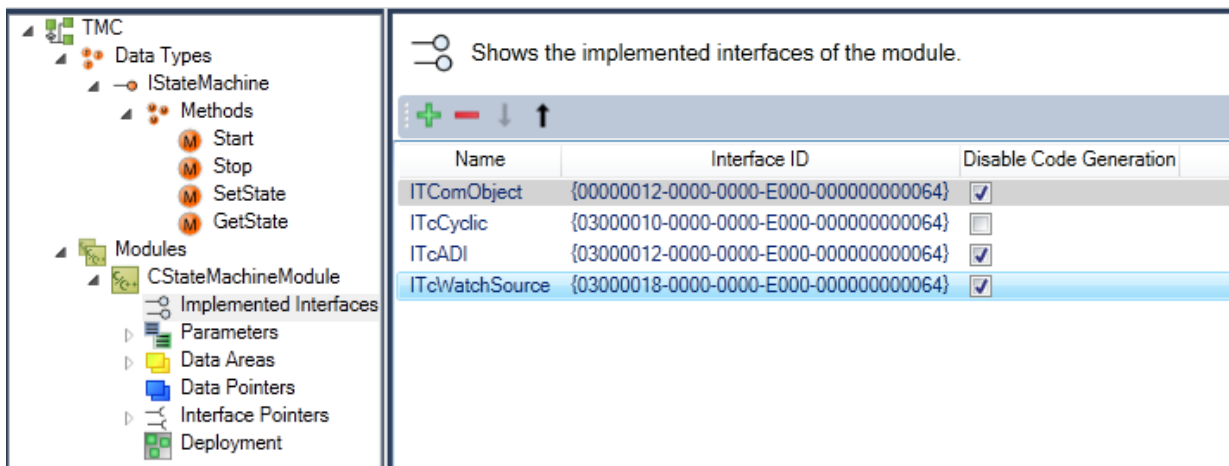 TMC
Data Types
IStateMachine
Methods
Start
Stop
SetState
GetState
Modules
CStateMachineModule
Implemented Interfaces
Parameters
Data Areas
Data Pointers
Interface Pointers
Deployment
Shows the implemented interfaces of the module.
Name Interface ID Disable Code Generation
ITComObject {00000012-0000-0000-E000-000000000064}
ITcCyclic {03000010-0000-0000-E000-000000000064}
ITcADI {03000012-0000-0000-E000-000000000064}
ITcWatchSource {03000018-0000-0000-E000-000000000064}